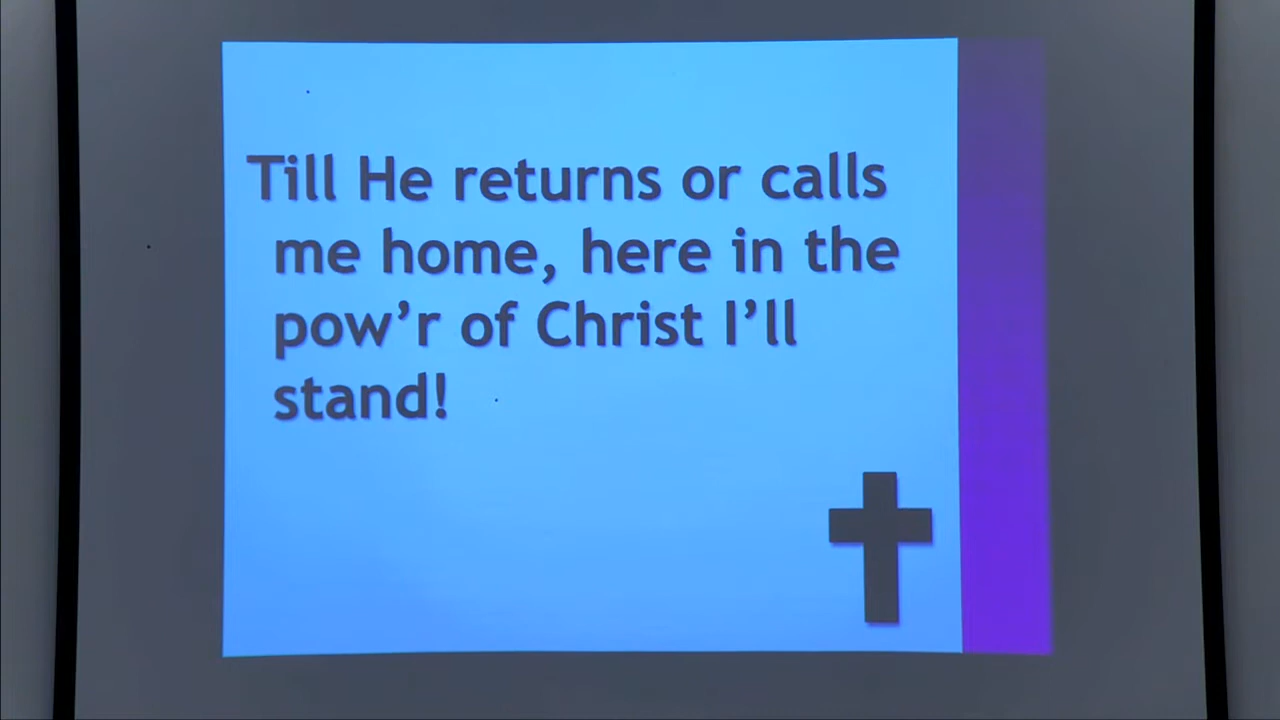 Till He returns or calls
me home, here in the
pow’r of Christ I’ll
stand!